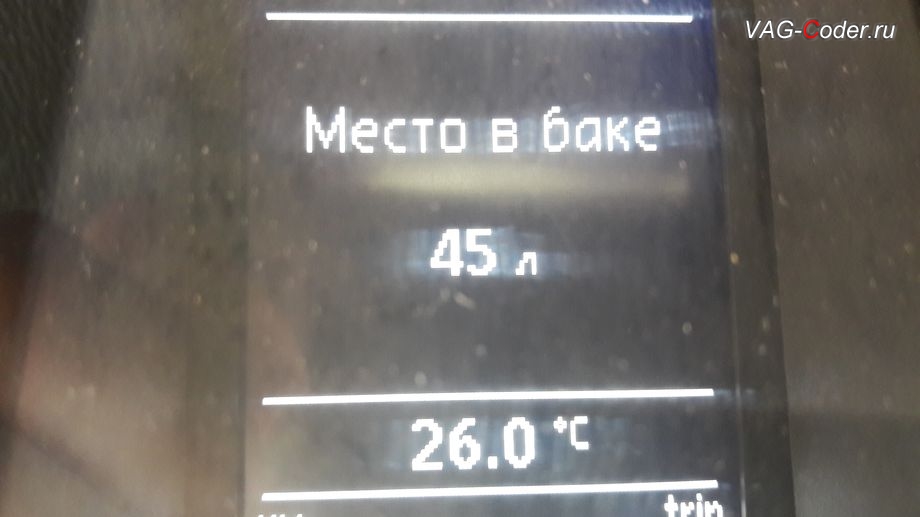 VAG-Coder.ru
Место в баке
45 л
26.0 °C
trip